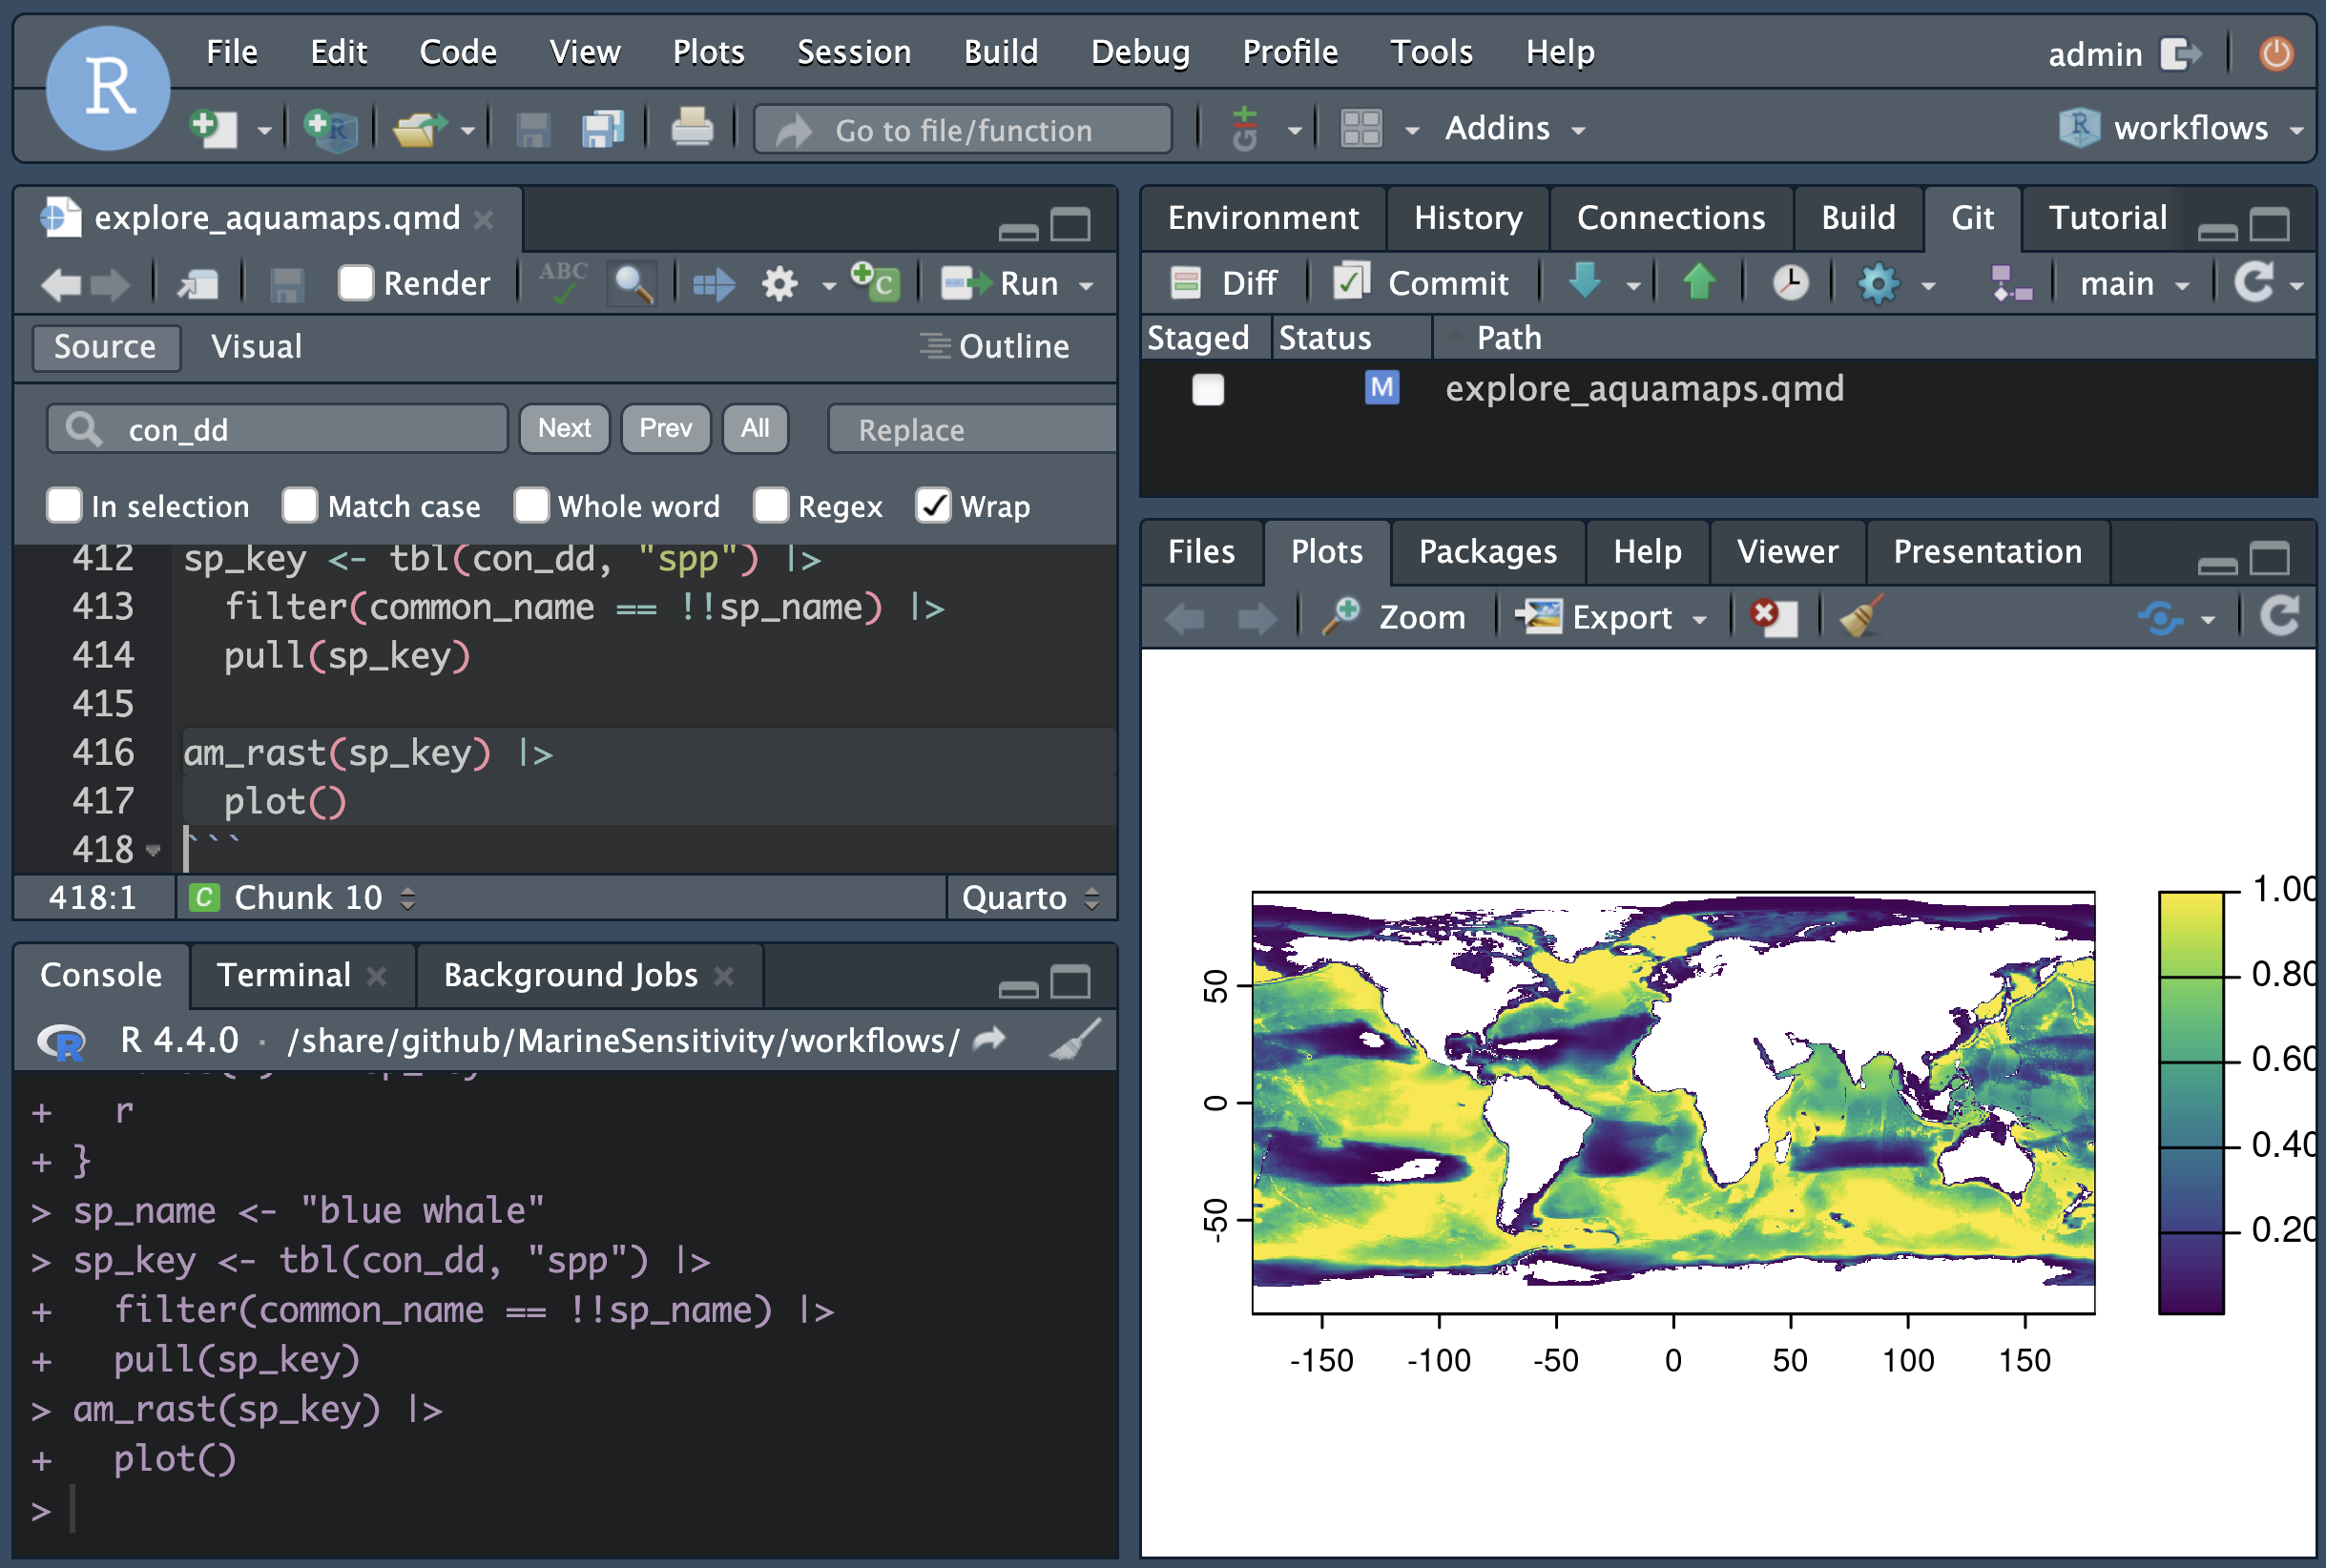 R File Edit Code View Plots Session Build Debug Profile Tools Help admin
Go to file/function Git Addins workflows
explore_aquamaps.qmd
Render ABC Run
Source Visual Outline
con_dd Next Prev All Replace
In selection Match case Whole word Regex Wrap
412 sp_key <- tbl(con_dd, "spp") |>
413 filter(common_name == !!sp_name) |>
414 pull(sp_key)
415
416 am_rast(sp_key) |>
417 plot()
418 ```
418:1 Chunk 10 Quarto
Console Terminal Background Jobs
R 4.4.0 · /share/github/MarineSensitivity/workflows/
+ r
+ }
> sp_name <- "blue whale"
> sp_key <- tbl(con_dd, "spp") |>
+ filter(common_name == !!sp_name) |>
+ pull(sp_key)
> am_rast(sp_key) |>
+ plot()
>
Environment History Connections Build Git Tutorial
Diff Commit main
Staged Status Path
M explore_aquamaps.qmd
Files Plots Packages Help Viewer Presentation
Zoom Export
50
0
-50
-150 -100 -50 0 50 100 150
1.00
0.80
0.60
0.40
0.20